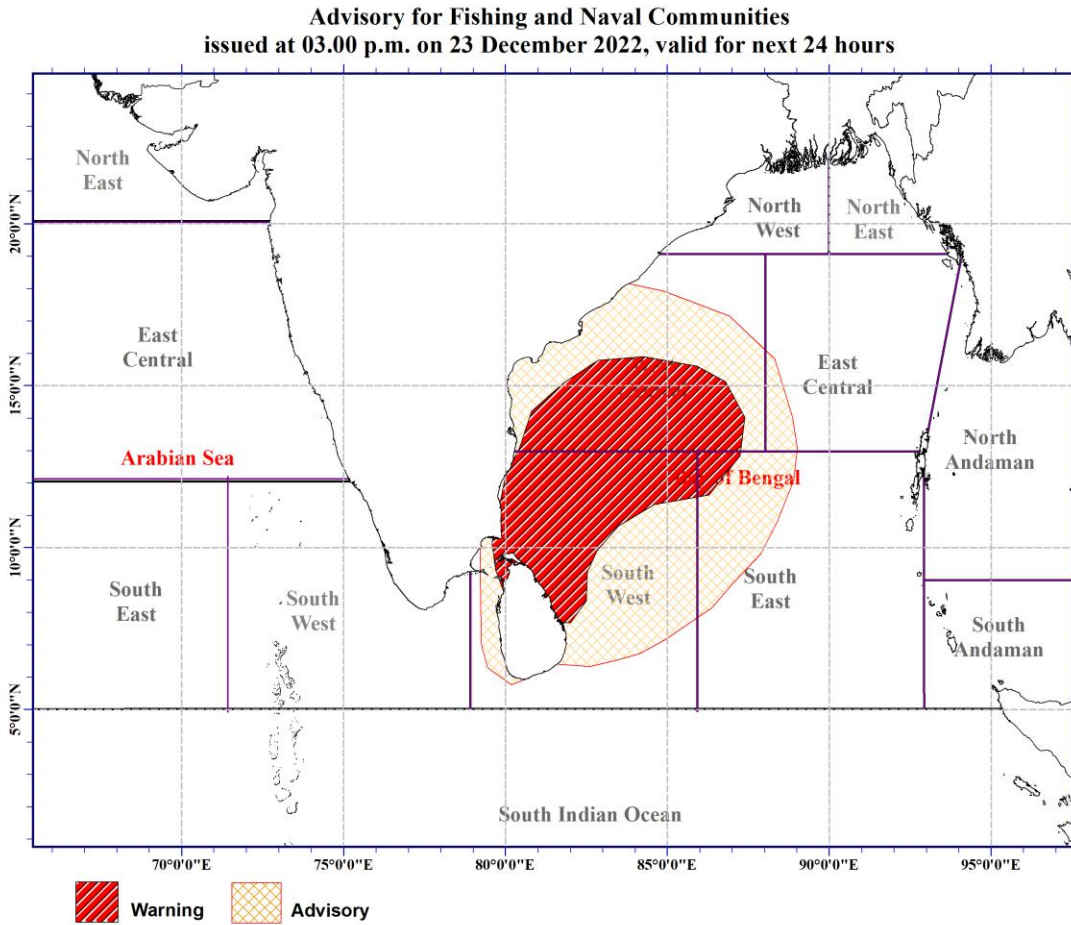 Advisory for Fishing and Naval Communities
issued at 03.00 p.m. on 23 December 2022, valid for next 24 hours
North
East
North
West
North
East
20°0'0"N
East
Central
East
Central
15°0'0"N
Arabian Sea
of Bengal
North
Andaman
10°0'0"N
South
East
South
West
South
West
South
East
South
Andaman
5°0'0"N
South Indian Ocean
70°0'0"E
75°0'0"E
80°0'0"E
85°0'0"E
90°0'0"E
95°0'0"E
Warning
Advisory